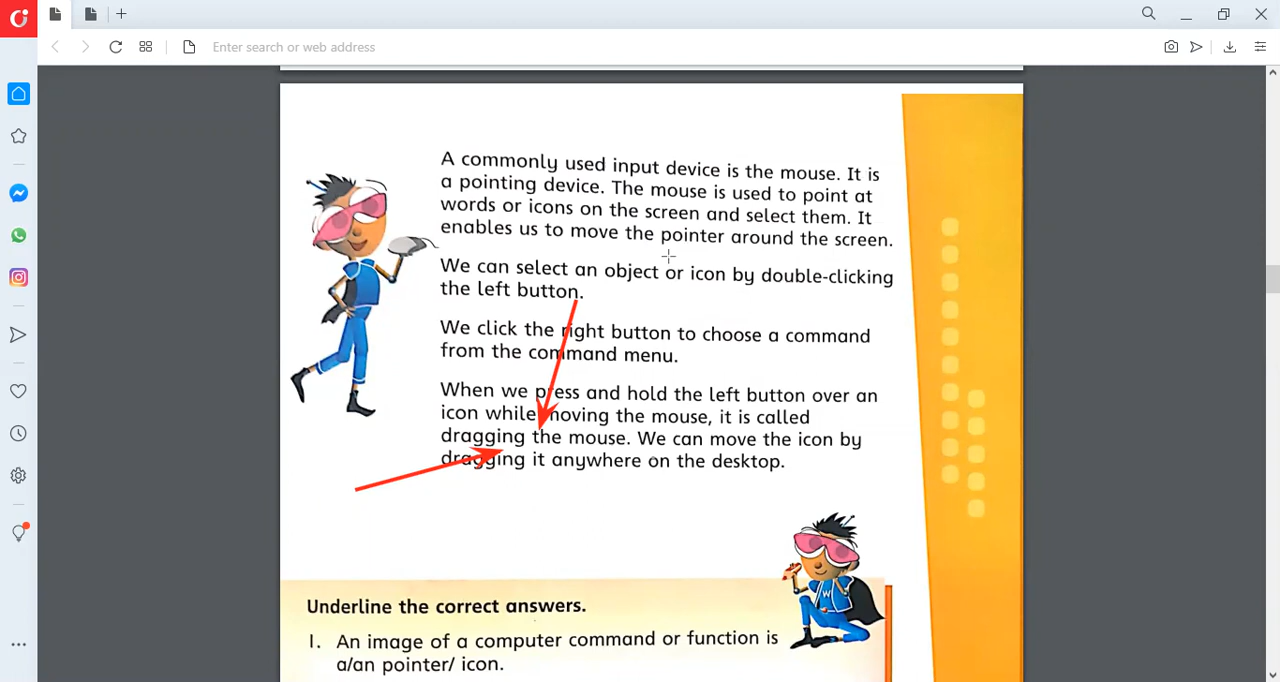 Enter search or web address
A commonly used input device is the mouse. It is
a pointing device. The mouse is used to point at
words or icons on the screen and select them. It
enables us to move the pointer around the screen.
We can select an object or icon by double-clicking
the left button.
We click the right button to choose a command
from the command menu.
When we press and hold the left button over an
icon while moving the mouse, it is called
dragging the mouse. We can move the icon by
dragging it anywhere on the desktop.
W
Underline the correct answers.
1. An image of a computer command or function is
a/an pointer/ icon.